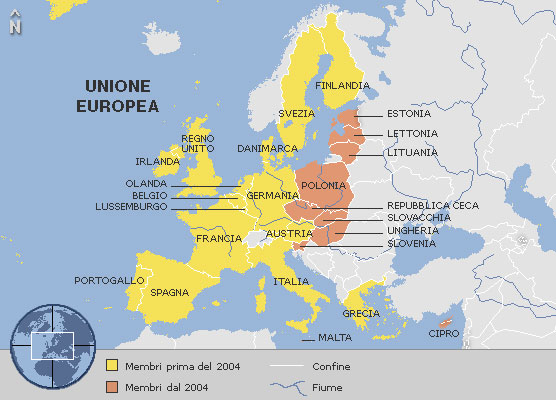 N
UNIONE
EUROPEA
FINLANDIA
SVEZIA
ESTONIA
REGNO
UNITO
LETTONIA
DANIMARCA
LITUANIA
IRLANDA
OLANDA
POLONIA
BELGIO
GERMANIA
LUSSEMBURGO
REPUBBLICA CECA
SLOVACCHIA
AUSTRIA
UNGHERIA
FRANCIA
SLOVENIA
PORTOGALLO
ITALIA
SPAGNA
GRECIA
CIPRO
MALTA
Membri prima del 2004
Confine
Membri dal 2004
Fiume